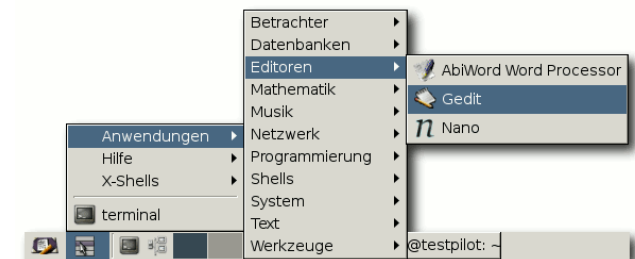 Anwendungen
Hilfe
X-Shells
terminal
Betrachter
Datenbanken
Editoren
Mathematik
Musik
Netzwerk
Programmierung
Shells
System
Text
Werkzeuge
AbiWord Word Processor
Gedit
Nano
@testpilot: ~